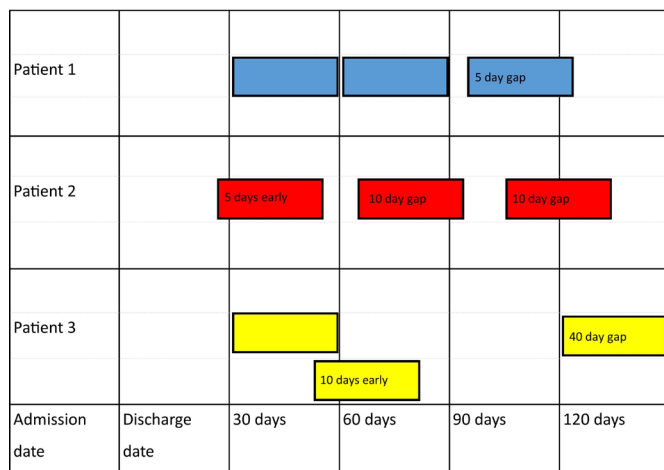 Patient 1
5 day gap
Patient 2
5 days early
10 day gap
10 day gap
Patient 3
40 day gap
10 days early
Admission date
Discharge date
30 days
60 days
90 days
120 days